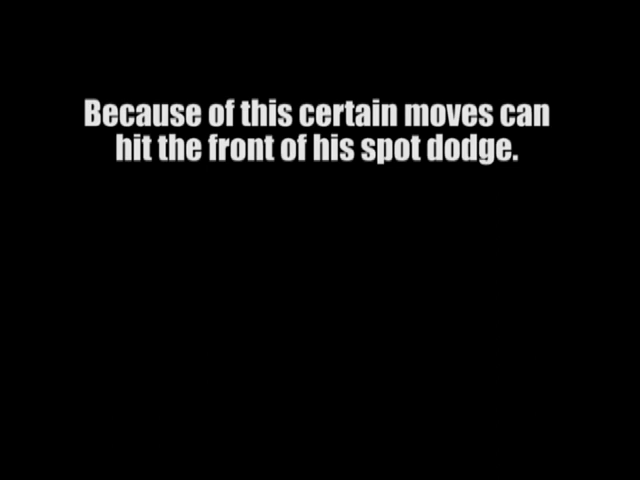 Because of this certain moves can
hit the front of his spot dodge.